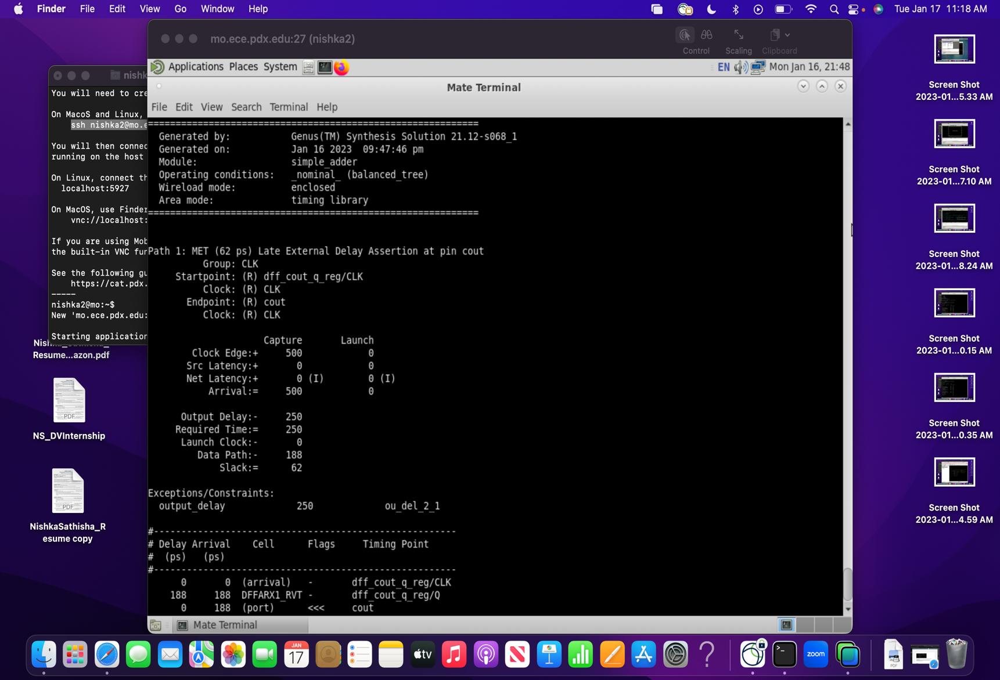 Finder File Edit View Go Window Help
Tue Jan 17 11:18 AM
mo.ece.pdx.edu:27 (nishka2)
Control Scaling Clipboard
Applications Places System
EN Mon Jan 16, 21:48
Mate Terminal
File Edit View Search Terminal Help
============================================================
Generated by: Genus(TM) Synthesis Solution 21.12-s068_1
Generated on: Jan 16 2023 09:47:46 pm
Module: simple_adder
Operating conditions: _nominal_ (balanced_tree)
Wireload mode: enclosed
Area mode: timing library
============================================================
Path 1: MET (62 ps) Late External Delay Assertion at pin cout
Group: CLK
Startpoint: (R) dff_cout_q_reg/CLK
Clock: (R) CLK
Endpoint: (R) cout
Clock: (R) CLK
Capture Launch
Clock Edge:+ 500 0
Src Latency:+ 0 0
Net Latency:+ 0 (I) 0 (I)
Arrival:= 500 0
Output Delay:- 250
Required Time:= 250
Launch Clock:- 0
Data Path:- 188
Slack:= 62
Exceptions/Constraints:
output_delay 250 ou_del_2_1
#-------------------------------------------------------
# Delay Arrival Cell Flags Timing Point
# (ps) (ps)
#-------------------------------------------------------
0 0 (arrival) - dff_cout_q_reg/CLK
188 188 DFFARX1_RVT - dff_cout_q_reg/Q
0 188 (port) <<< cout
Mate Terminal
nishk
You will need to cre
On MacoS and Linux,
ssh nishka2@mo.e
You will then connec
running on the host
On Linux, connect th
localhost:5927
On MacOS, use Finder
vnc://localhost:
If you are using Mob
the built-in VNC fun
See the following gu
https://cat.pdx.
-----
nishka2@mo:~$
New 'mo.ece.pdx.edu:
Starting application
Resume...azon.pdf
PDF
NS_DVInternship
PDF
NishkaSathisha_R
esume copy
Screen Shot
2023-01...5.33 AM
Screen Shot
2023-01...7.10 AM
Screen Shot
2023-01...8.24 AM
Screen Shot
2023-01...0.15 AM
Screen Shot
2023-01...0.35 AM
Screen Shot
2023-01...4.59 AM
JAN
17
tv
zoom
PDF